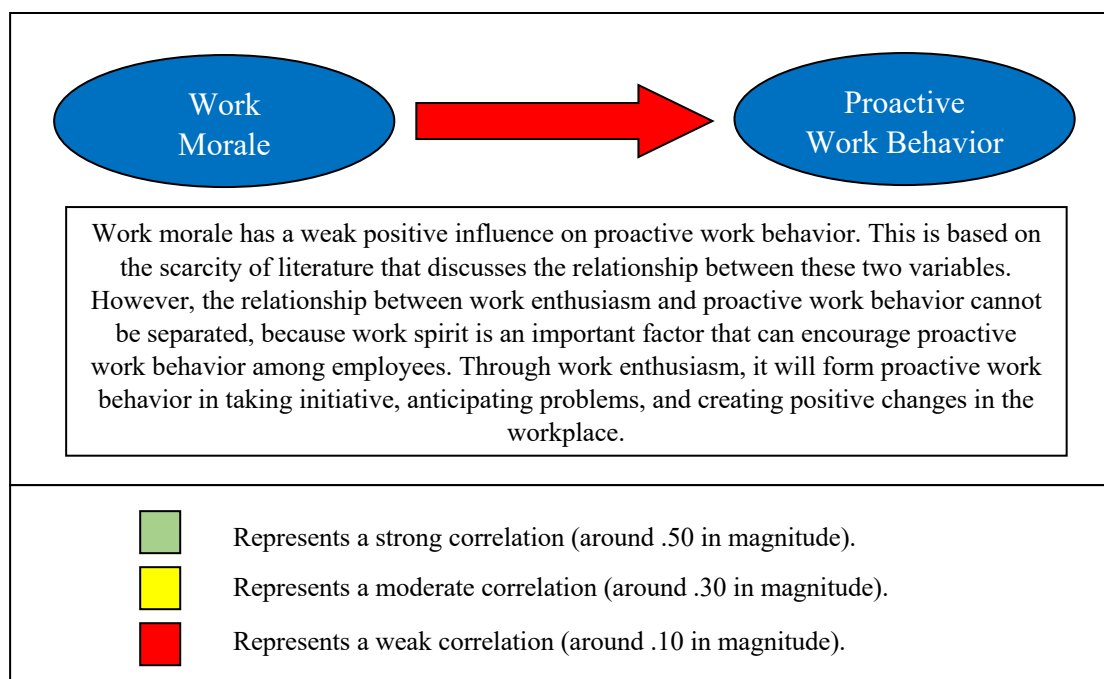 Work
Morale
Proactive
Work Behavior
Work morale has a weak positive influence on proactive work behavior. This is based on
the scarcity of literature that discusses the relationship between these two variables.
However, the relationship between work enthusiasm and proactive work behavior cannot
be separated, because work spirit is an important factor that can encourage proactive
work behavior among employees. Through work enthusiasm, it will form proactive work
behavior in taking initiative, anticipating problems, and creating positive changes in the
workplace.
Represents a strong correlation (around .50 in magnitude).
Represents a moderate correlation (around .30 in magnitude).
Represents a weak correlation (around .10 in magnitude).